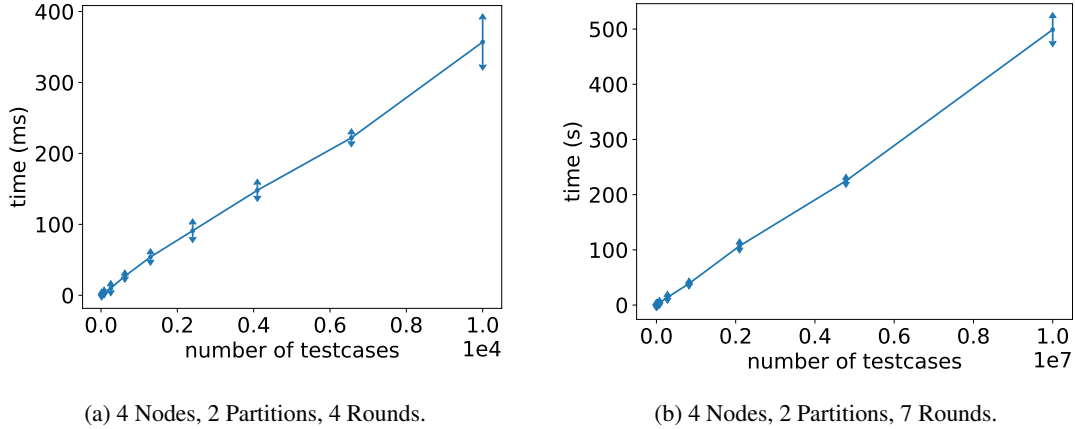 400
300
200
100
0
time (ms)
0.0 0.2 0.4 0.6 0.8 1.0
1e4
number of testcases
(a) 4 Nodes, 2 Partitions, 4 Rounds.
500
400
300
200
100
0
time (s)
0.0 0.2 0.4 0.6 0.8 1.0
1e7
number of testcases
(b) 4 Nodes, 2 Partitions, 7 Rounds.